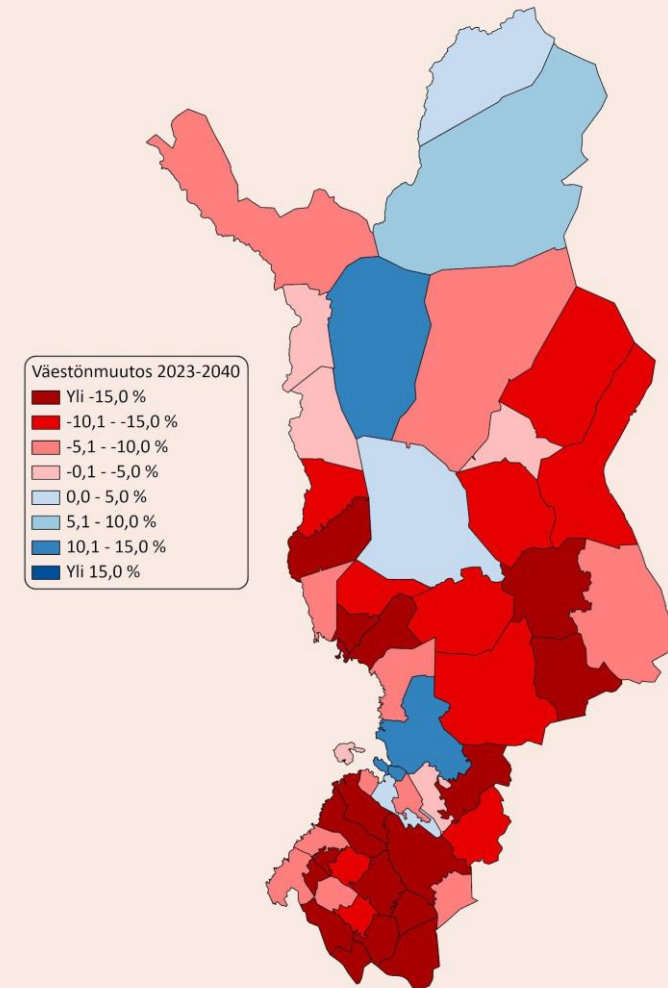 Väestönmuutos 2023-2040
Yli -15,0 %
-10,1 - -15,0 %
-5,1 - -10,0 %
-0,1 - -5,0 %
0,0 - 5,0 %
5,1 - 10,0 %
10,1 - 15,0 %
Yli 15,0 %